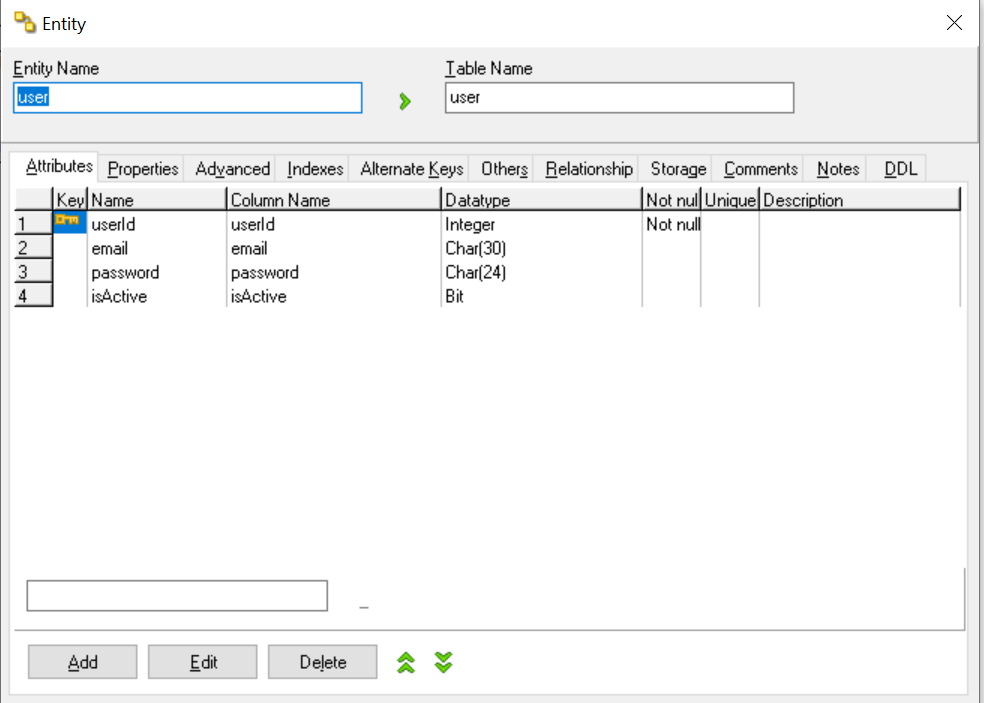 Entity
Entity Name Table Name
user user
Attributes Properties Advanced Indexes Alternate Keys Others Relationship Storage Comments Notes DDL
Key Name Column Name Datatype Not nul Unique Description
1 userId userId Integer Not null
2 email email Char(30)
3 password password Char(24)
4 isActive isActive Bit
_
Add Edit Delete